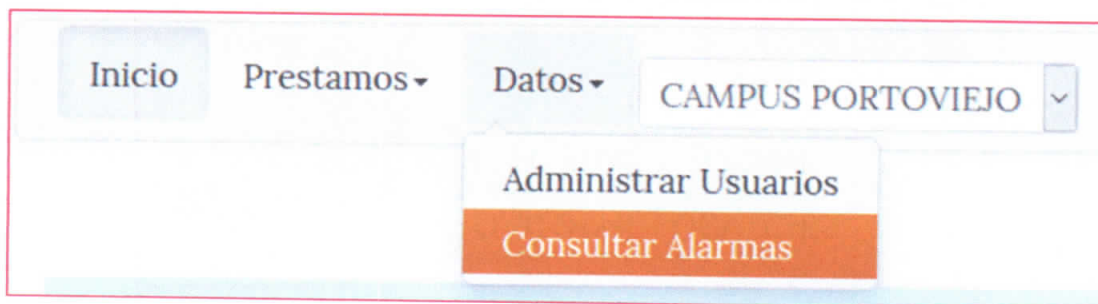 Inicio Prestamos Datos CAMPUS PORTOVIEJO
Administrar Usuarios
Consultar Alarmas